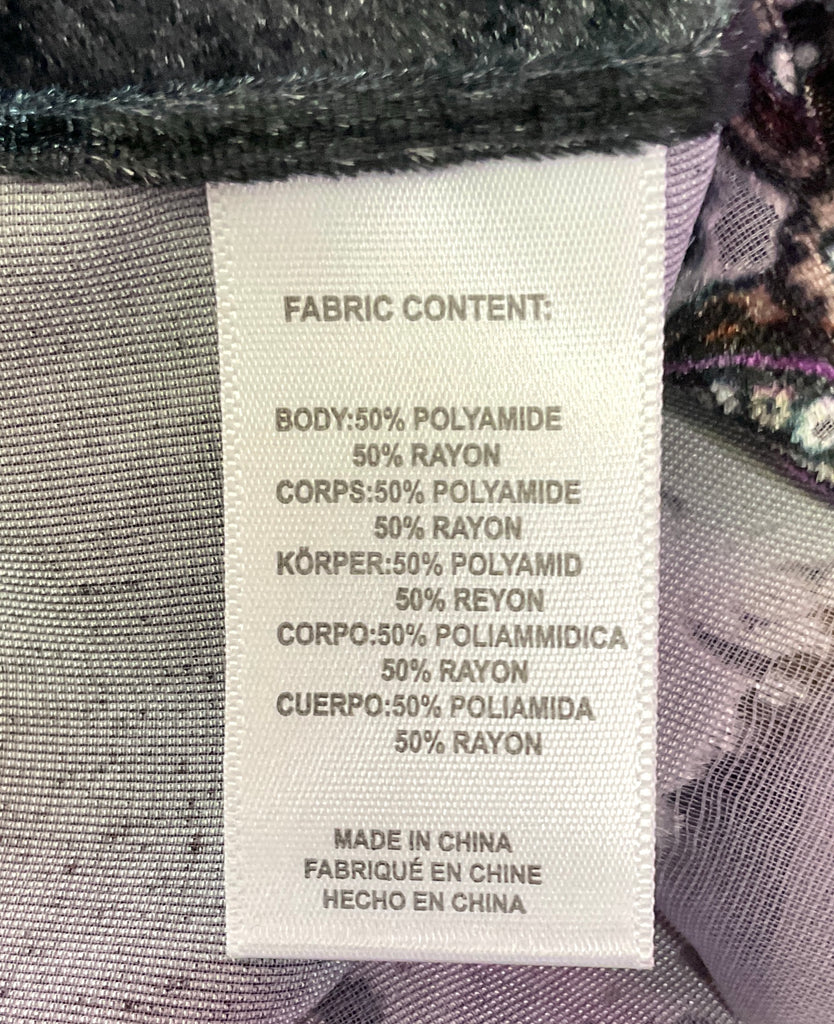 FABRIC CONTENT:
BODY:50% POLYAMIDE
50% RAYON
CORPS:50% POLYAMIDE
50% RAYON
KÖRPER:50% POLYAMID
50% REYON
CORPO:50% POLIAMMIDICA
50% RAYON
CUERPO:50% POLIAMIDA
50% RAYON
MADE IN CHINA
FABRIQUÉ EN CHINE
HECHO EN CHINA